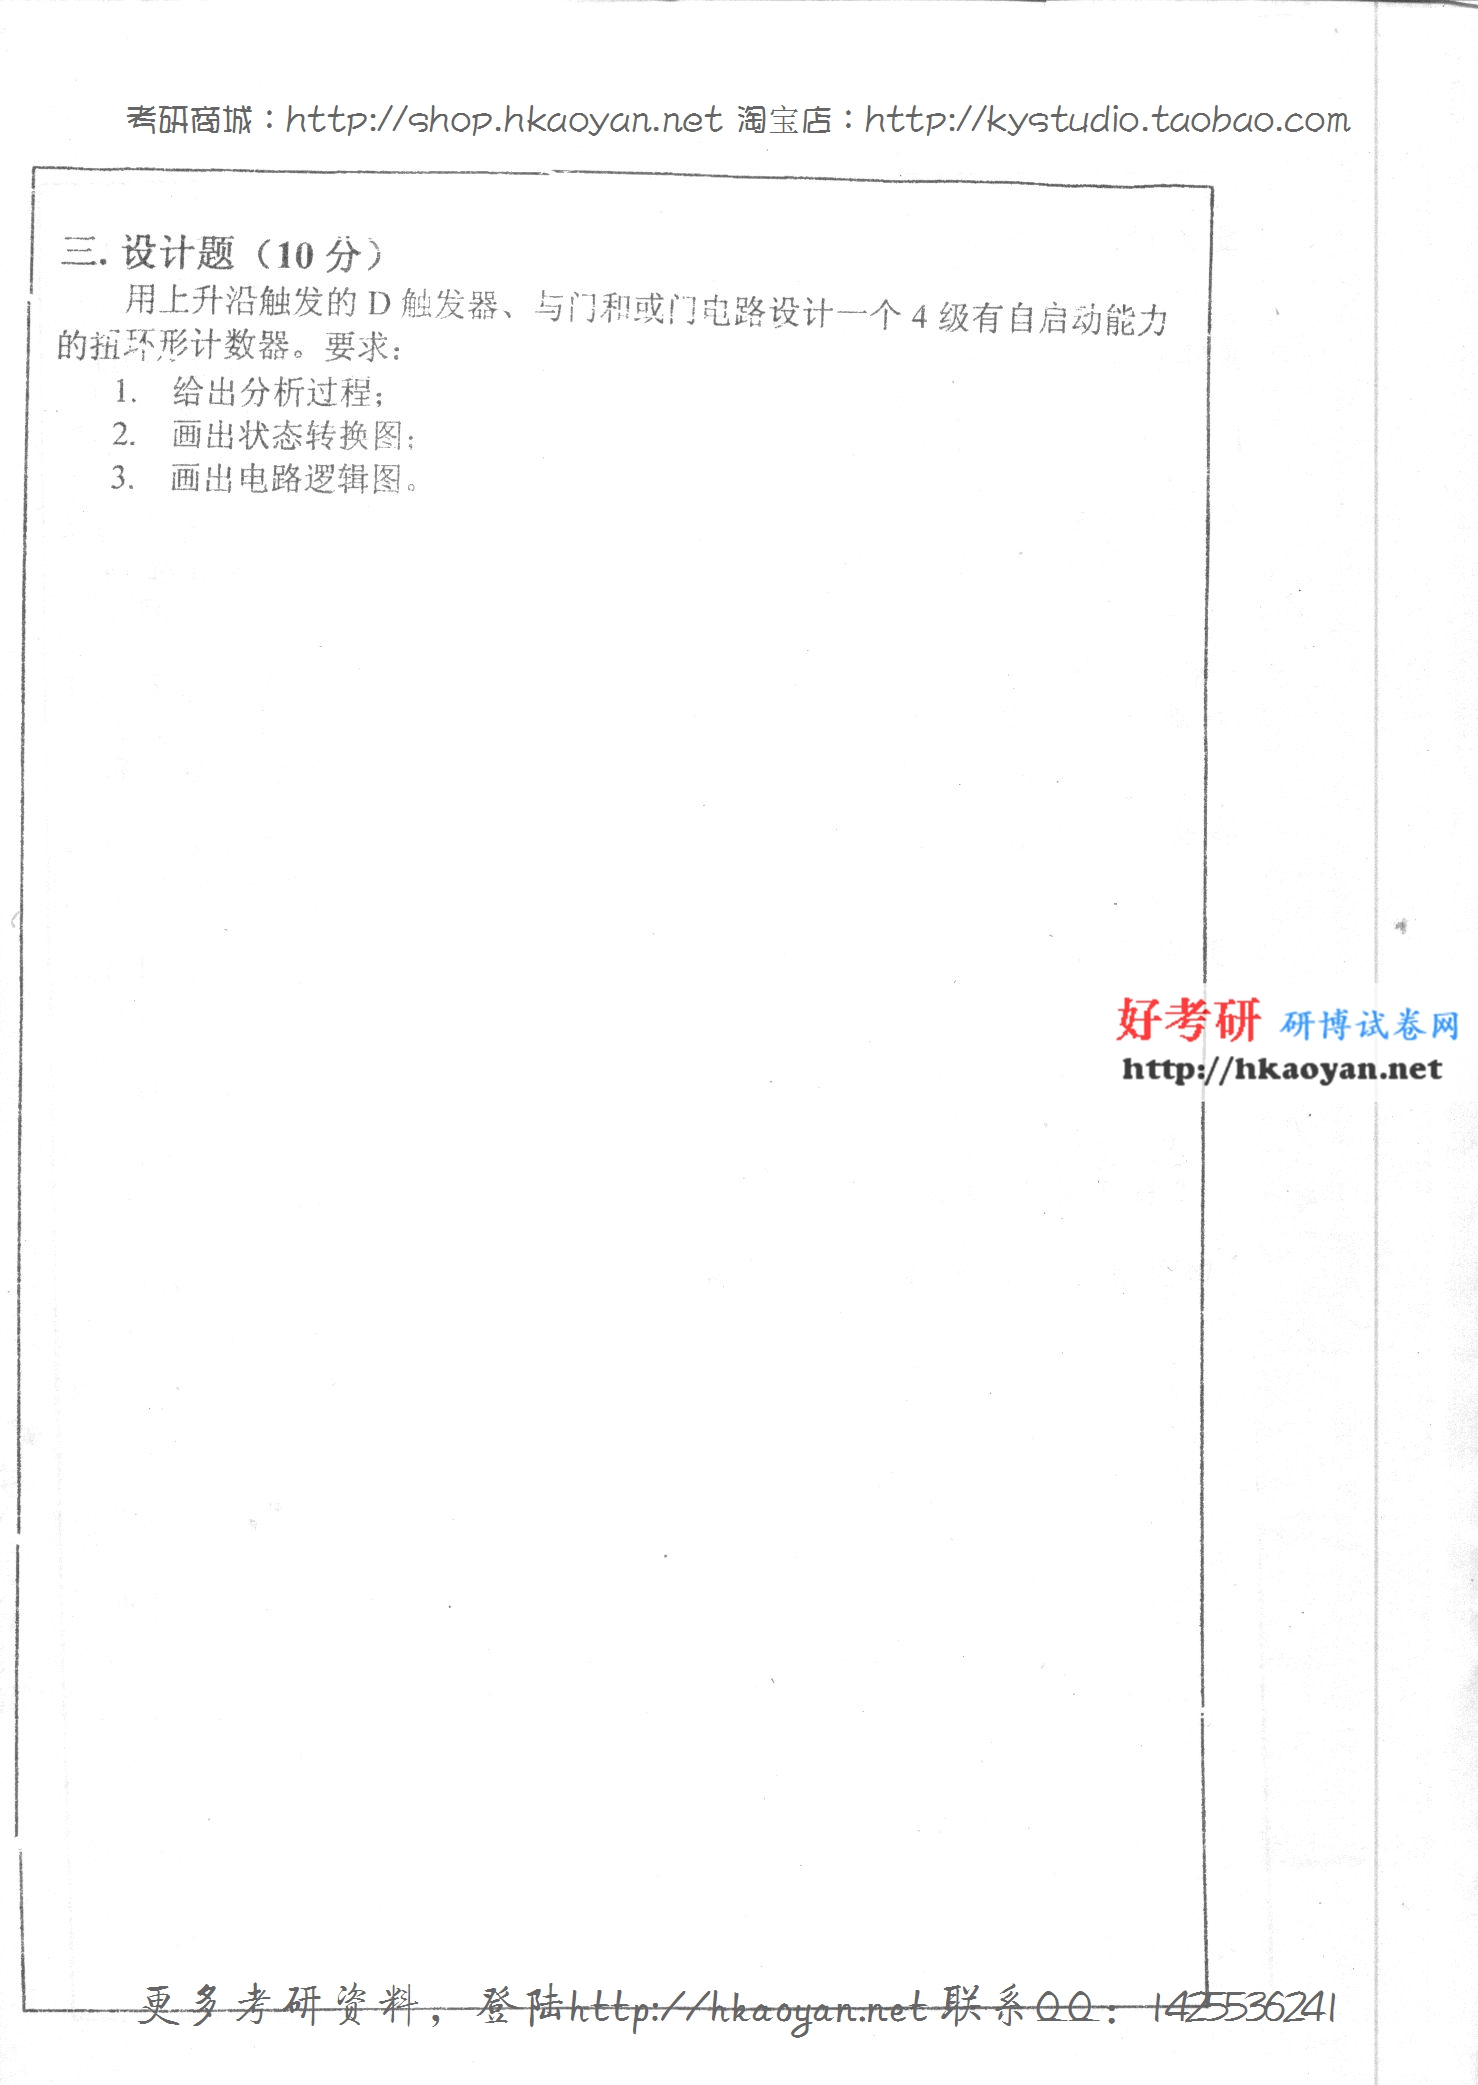 考研商城：http://shop.hkaoyan.net 淘宝店：http://kystudio.taobao.com
三. 设计题（10 分）
用上升沿触发的 D 触发器、与门和或门电路设计一个 4 级有自启动能力
的扭环形计数器。要求：
1. 给出分析过程；
2. 画出状态转换图；
3. 画出电路逻辑图。
好考研 研博试卷网
http://hkaoyan.net
更多考研资料，登陆http://hkaoyan.net联系QQ：1425536241